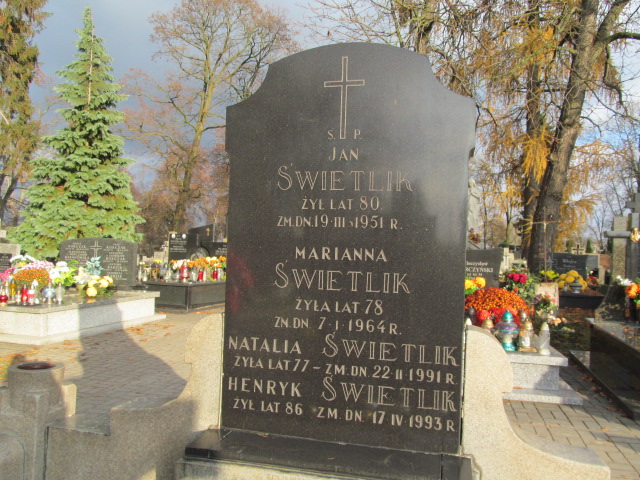 Ś. P.
JAN
ŚWIETLIK
ŻYŁ LAT 80
ZM.DN.19·III·1951 R.
MARIANNA
ŚWIETLIK
ŻYŁA LAT 78
ZM.DN 7·I·1964 R.
NATALIA ŚWIETLIK
ŻYŁA LAT 77 – ZM. DN. 22·II 1991 R
HENRYK ŚWIETLIK
ŻYŁ LAT 86 ZM DN. 17 IV 1993 R